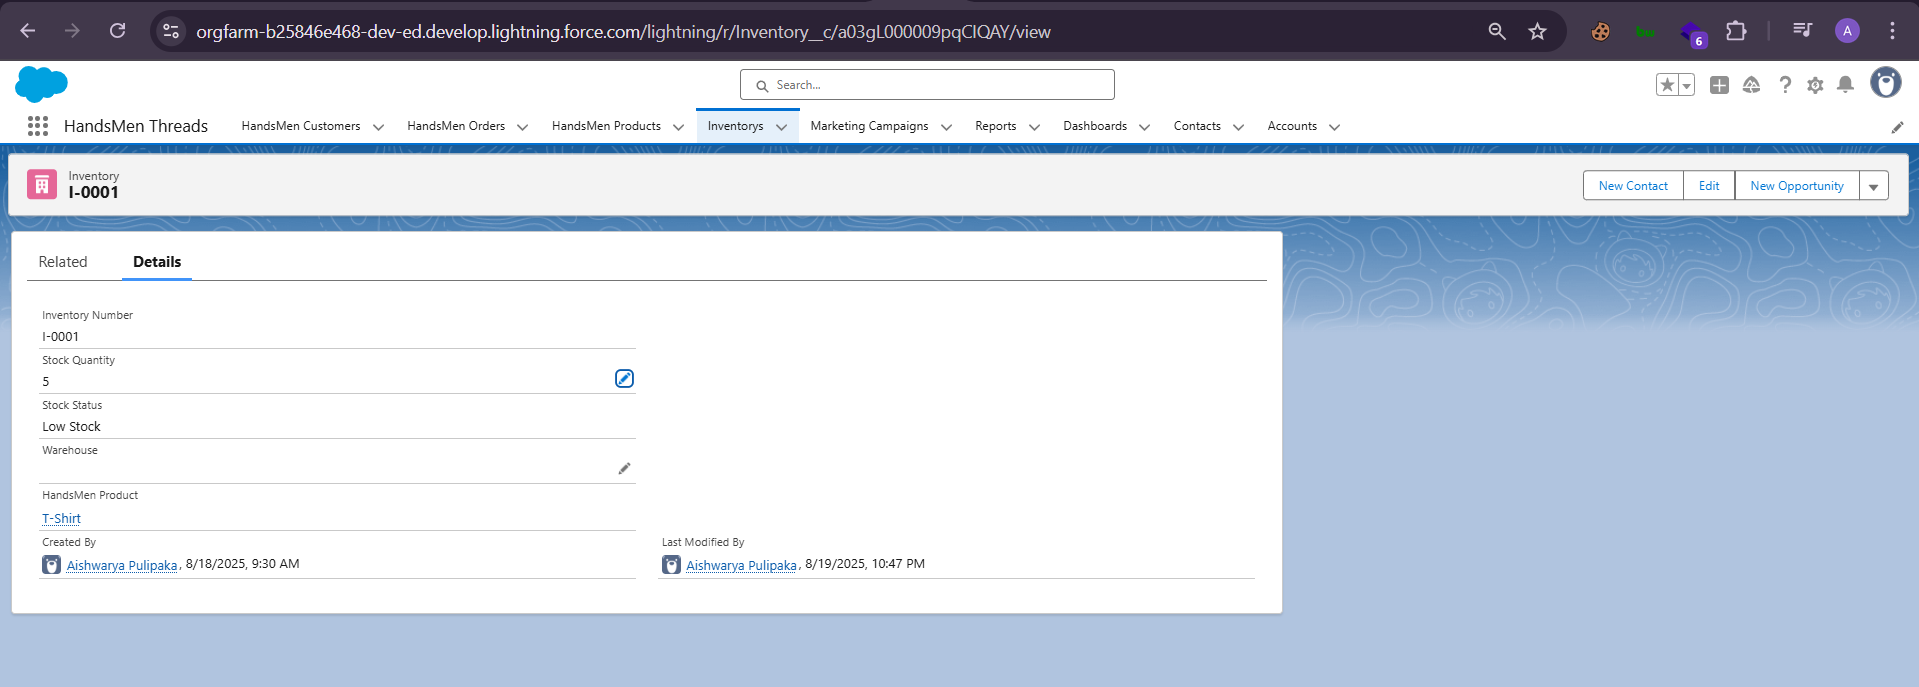 orgfarm-b25846e468-dev-ed.develop.lightning.force.com/lightning/r/Inventory__c/a03gL000009pqCIQAY/view
bw
6
A
Search...
HandsMen Threads
HandsMen Customers
HandsMen Orders
HandsMen Products
Inventorys
Marketing Campaigns
Reports
Dashboards
Contacts
Accounts
Inventory
I-0001
New Contact
Edit
New Opportunity
Related
Details
Inventory Number
I-0001
Stock Quantity
5
Stock Status
Low Stock
Warehouse
HandsMen Product
T-Shirt
Created By
Aishwarya Pulipaka, 8/18/2025, 9:30 AM
Last Modified By
Aishwarya Pulipaka, 8/19/2025, 10:47 PM